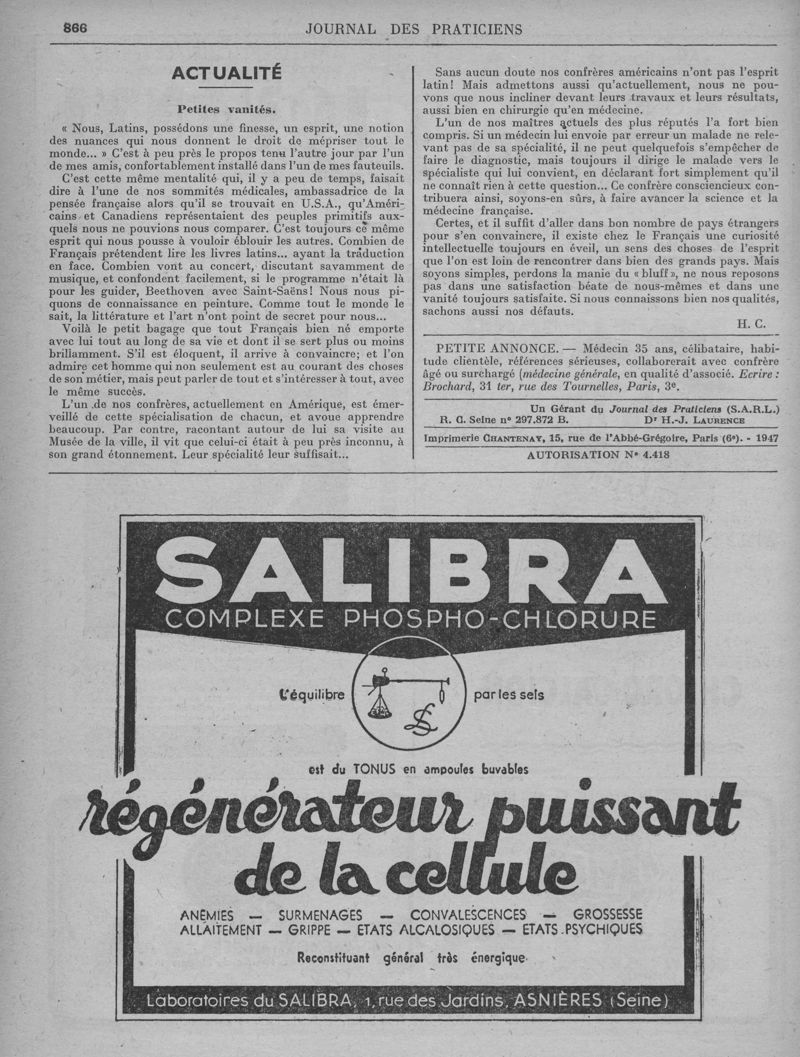 866
JOURNAL DES PRATICIENS
ACTUALITÉ
Petites vanités.
« Nous, Latins, possédons une finesse, un esprit, une notion
des nuances qui nous donnent le droit de mépriser tout le
monde... » C'est à peu près le propos tenu l'autre jour par l'un
de mes amis, confortablement installé dans l'un de mes fauteuils.
C'est cette même mentalité qui, il y a peu de temps, faisait
dire à l'une de nos sommités médicales, ambassadrice de la
pensée française alors qu'il se trouvait en U.S.A., qu'Améri-
cains et Canadiens représentaient des peuples primitifs aux-
quels nous ne pouvions nous comparer. C'est toujours ce même
esprit qui nous pousse à vouloir éblouir les autres. Combien de
Français prétendent lire les livres latins... ayant la traduction
en face. Combien vont au concert, discutant savamment de
musique, et confondent facilement, si le programme n'était là
pour les guider, Beethoven avec Saint-Saëns! Nous nous pi-
quons de connaissance en peinture. Comme tout le monde le
sait, la littérature et l'art n'ont point de secret pour nous...
Voilà le petit bagage que tout Français bien né emporte
avec lui tout au long de sa vie et dont il se sert plus ou moins
brillamment. S'il est éloquent, il arrive à convaincre; et l'on
admire cet homme qui non seulement est au courant des choses
de son métier, mais peut parler de tout et s'intéresser à tout, avec
le même succès.
L'un de nos confrères, actuellement en Amérique, est émer-
veillé de cette spécialisation de chacun, et avoue apprendre
beaucoup. Par contre, racontant autour de lui sa visite au
Musée de la ville, il vit que celui-ci était à peu près inconnu, à
son grand étonnement. Leur spécialité leur suffisait...
Sans aucun doute nos confrères américains n'ont pas l'esprit
latin! Mais admettons aussi qu'actuellement, nous ne pou-
vons que nous incliner devant leurs travaux et leurs résultats,
aussi bien en chirurgie qu'en médecine.
L'un de nos maîtres actuels des plus réputés l'a fort bien
compris. Si un médecin lui envoie par erreur un malade ne rele-
vant pas de sa spécialité, il ne peut quelquefois s'empêcher de
faire le diagnostic, mais toujours il dirige le malade vers le
spécialiste qui lui convient, en déclarant fort simplement qu'il
ne connaît rien à cette question... Ce confrère consciencieux con-
tribuera ainsi, soyons-en sûrs, à faire avancer la science et la
médecine française.
Certes, et il suffit d'aller dans bon nombre de pays étrangers
pour s'en convaincre, il existe chez le Français une curiosité
intellectuelle toujours en éveil, un sens des choses de l'esprit
que l'on est loin de rencontrer dans bien des grands pays. Mais
soyons simples, perdons la manie du « bluff », ne nous reposons
pas dans une satisfaction béate de nous-mêmes et dans une
vanité toujours satisfaite. Si nous connaissons bien nos qualités,
sachons aussi nos défauts.
H. C.
PETITE ANNONCE. — Médecin 35 ans, célibataire, habi-
tude clientèle, références sérieuses, collaborerait avec confrère
âgé ou surchargé (médecine générale, en qualité d'associé. Ecrire :
Brochard, 31 ter, rue des Tournelles, Paris, 3e.
Un Gérant du Journal des Praticiens (S.A.R.L.)
R. C. Seine n° 297.872 B. Dr H.-J. LAURENCE
Imprimerie CHANTENAY, 15, rue de l'Abbé-Grégoire, Paris (6e). - 1947
AUTORISATION N° 4.418
SALIBRA
COMPLEXE PHOSPHO-CHLORURE
L'équilibre par les sels
est du TONUS en ampoules buvables
régénérateur puissant
de la cellule
ANÉMIES — SURMENAGES — CONVALESCENCES — GROSSESSE
ALLAITEMENT — GRIPPE — ETATS ALCALOSIQUES — ETATS PSYCHIQUES
Reconstituant général très énergique
Laboratoires du SALIBRA, 1, rue des Jardins, ASNIÈRES (Seine)